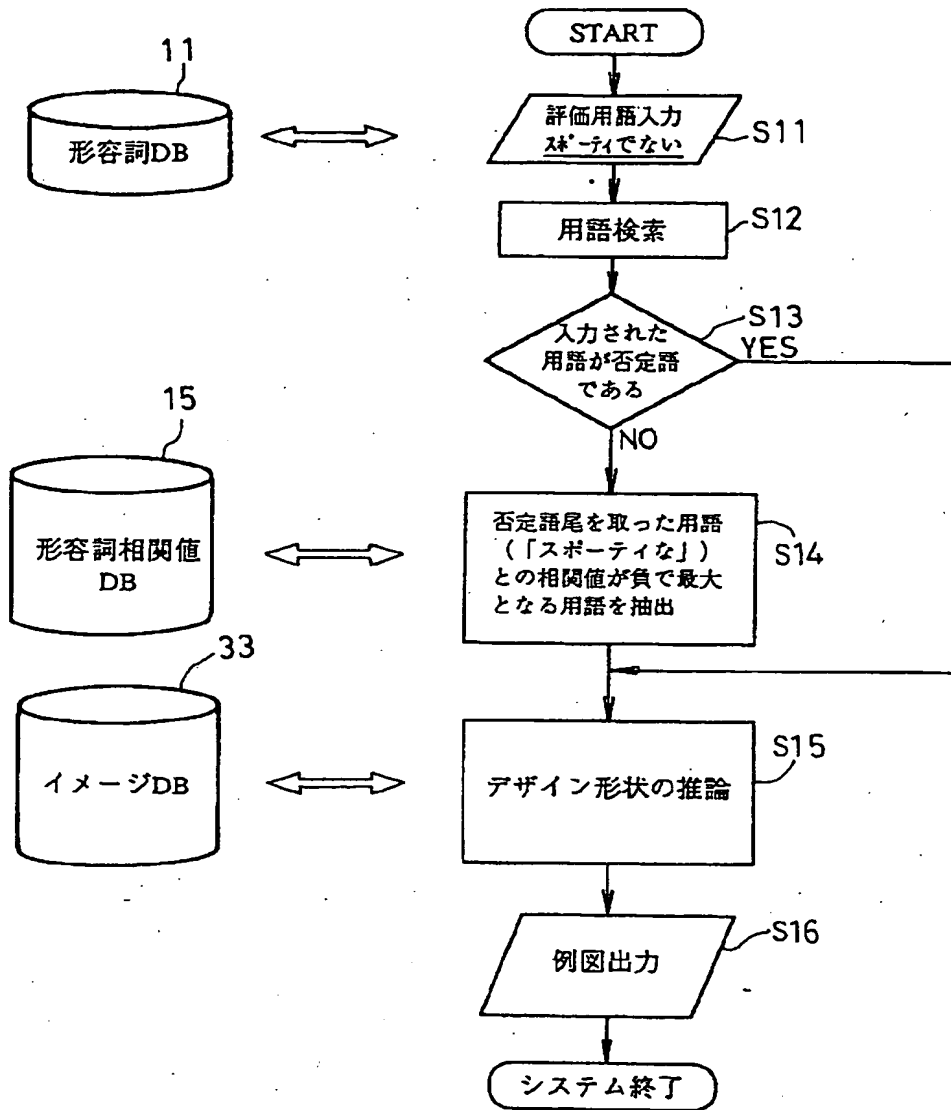 START
11
形容詞DB
評価用語入力
スポーティでない
S11
用語検索
S12
入力された
用語が否定語
である
S13
YES
NO
15
形容詞相関値
DB
否定語尾を取った用語
(「スポーティな」)
との相関値が負で最大
となる用語を抽出
S14
33
イメージDB
デザイン形状の推論
S15
例図出力
S16
システム終了